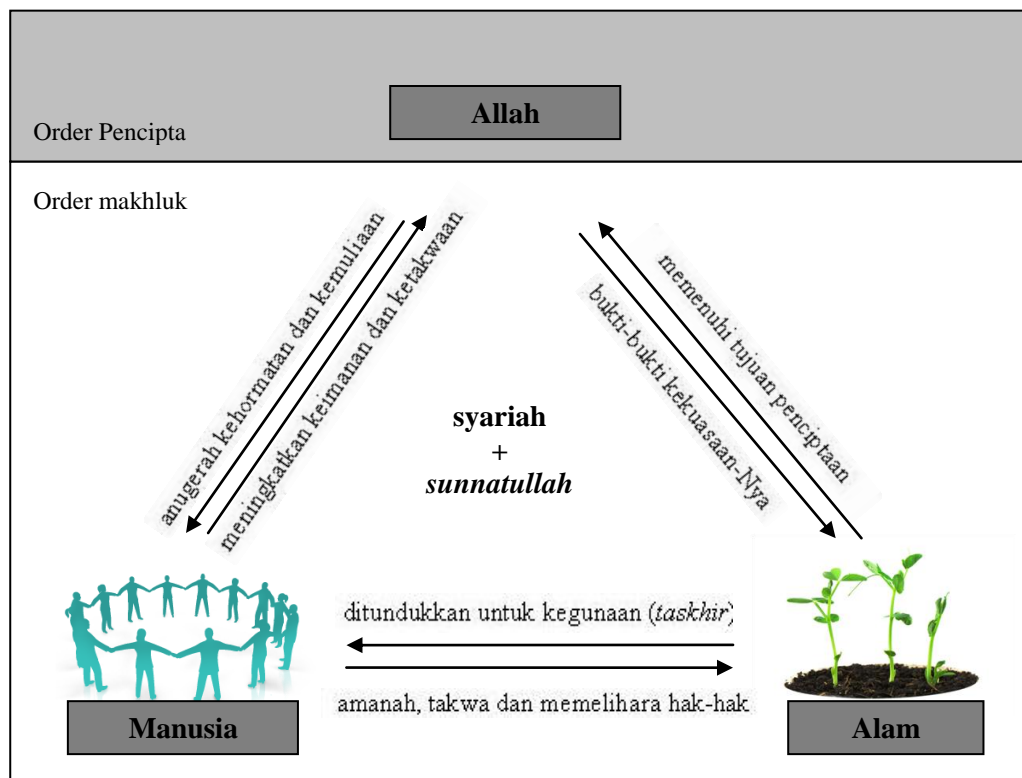 Allah
Order Pencipta
Order makhluk
anugerah kehormatan dan kemuliaan
meningkatkan keimanan dan ketakwaan
memenuhi tujuan penciptaan
bukti-bukti kekuasaan-Nya
syariah
+
sunnatullah
ditundukkan untuk kegunaan (taskhir)
amanah, takwa dan memelihara hak-hak
Manusia
Alam